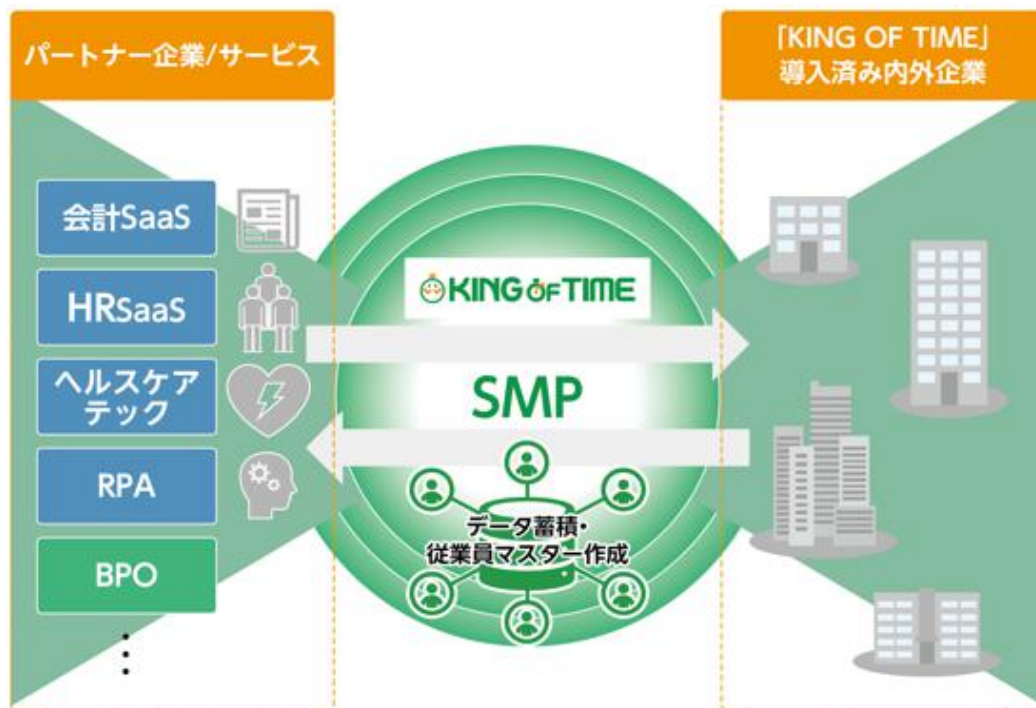 パートナー企業/サービス
「KING OF TIME」
導入済み内外企業
会計SaaS
HRSaaS
ヘルスケア
テック
RPA
BPO
KING OF TIME
SMP
データ蓄積・
従業員マスター作成